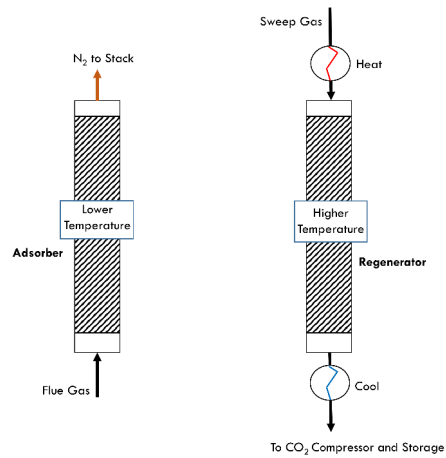 Sweep Gas
N₂ to Stack
Heat
Lower
Temperature
Higher
Temperature
Adsorber
Regenerator
Flue Gas
Cool
To CO₂ Compressor and Storage